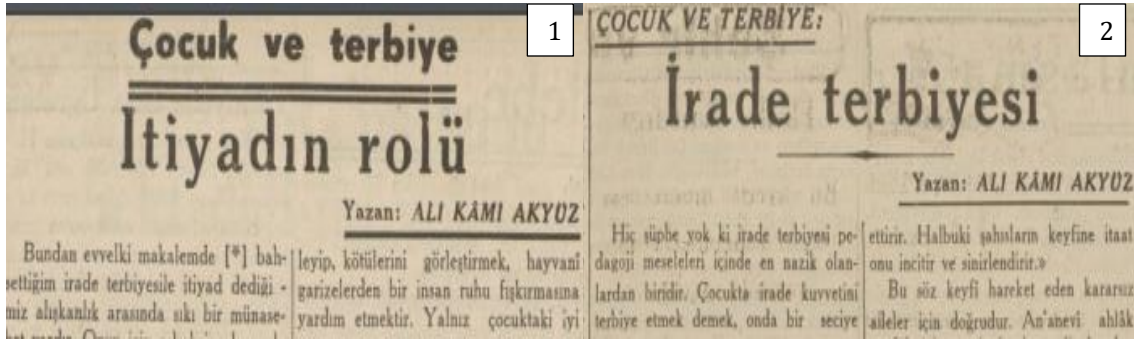 Çocuk ve terbiye
1
Itiyadın rolü
Yazan: ALİ KÂMİ AKYÜZ
Bundan evvelki makalemde [*] bah-
settiğim irade terbiyesile itiyad dediği -
miz alışkanlık arasında sıkı bir münase-
leyip, kötülerini görleştirmek, hayvanî
garizelerden bir insan ruhu fışkırmasına
yardım etmektir. Yalnız çocuktaki iyi
ÇOCUK VE TERBİYE:
2
İrade terbiyesi
Yazan: ALİ KÂMİ AKYÜZ
Hiç şüphe yok ki irade terbiyesi pe-
dagoji meseleleri içinde en nazik olan-
lardan biridir. Çocukta irade kuvvetini
terbiye etmek demek, onda bir seciye
ettirir. Halbuki şahısların keyfine itaat
onu incitir ve sinirlendirir.»
Bu söz keyfî hareket eden kararsız
aileler için doğrudur. An'anevî ahlâk